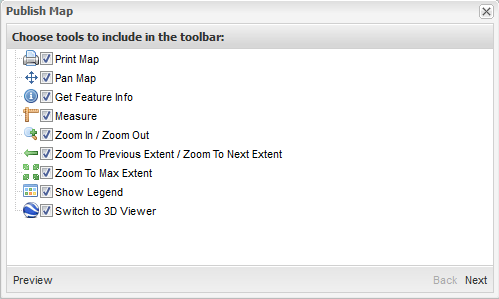 Publish Map
Choose tools to include in the toolbar:
Print Map
Pan Map
Get Feature Info
Measure
Zoom In / Zoom Out
Zoom To Previous Extent / Zoom To Next Extent
Zoom To Max Extent
Show Legend
Switch to 3D Viewer
Preview Back Next